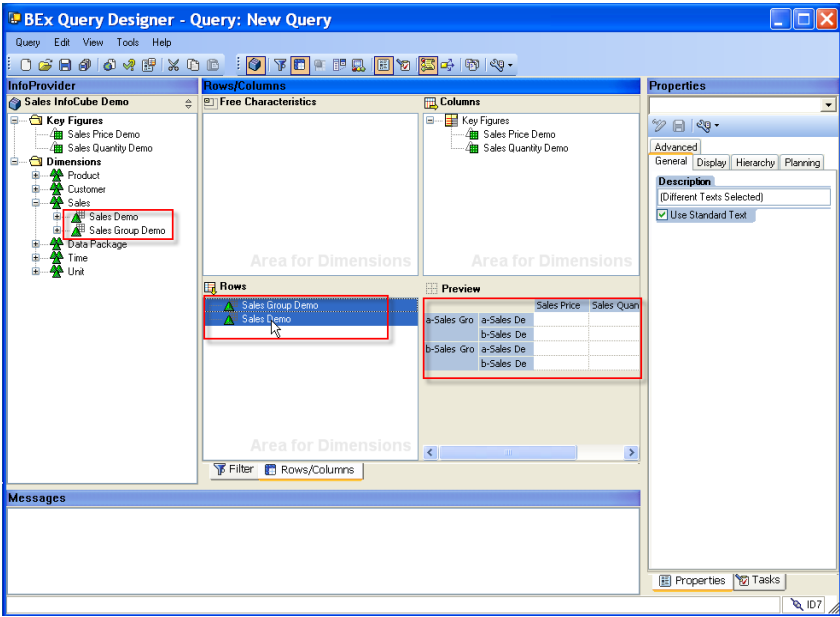 BEx Query Designer - Query: New Query
Query Edit View Tools Help
InfoProvider
Sales InfoCube Demo
Key Figures
Sales Price Demo
Sales Quantity Demo
Dimensions
Product
Customer
Sales
Sales Demo
Sales Group Demo
Data Package
Time
Unit
Rows/Columns
Free Characteristics
Area for Dimensions
Columns
Key Figures
Sales Price Demo
Sales Quantity Demo
Area for Dimensions
Rows
Sales Group Demo
Sales Demo
Area for Dimensions
Preview
Sales Price Sales Quan
a-Sales Gro a-Sales De
b-Sales De
b-Sales Gro a-Sales De
b-Sales De
Filter Rows/Columns
Properties
Advanced
General Display Hierarchy Planning
Description
(Different Texts Selected)
Use Standard Text
Properties Tasks
Messages
ID7